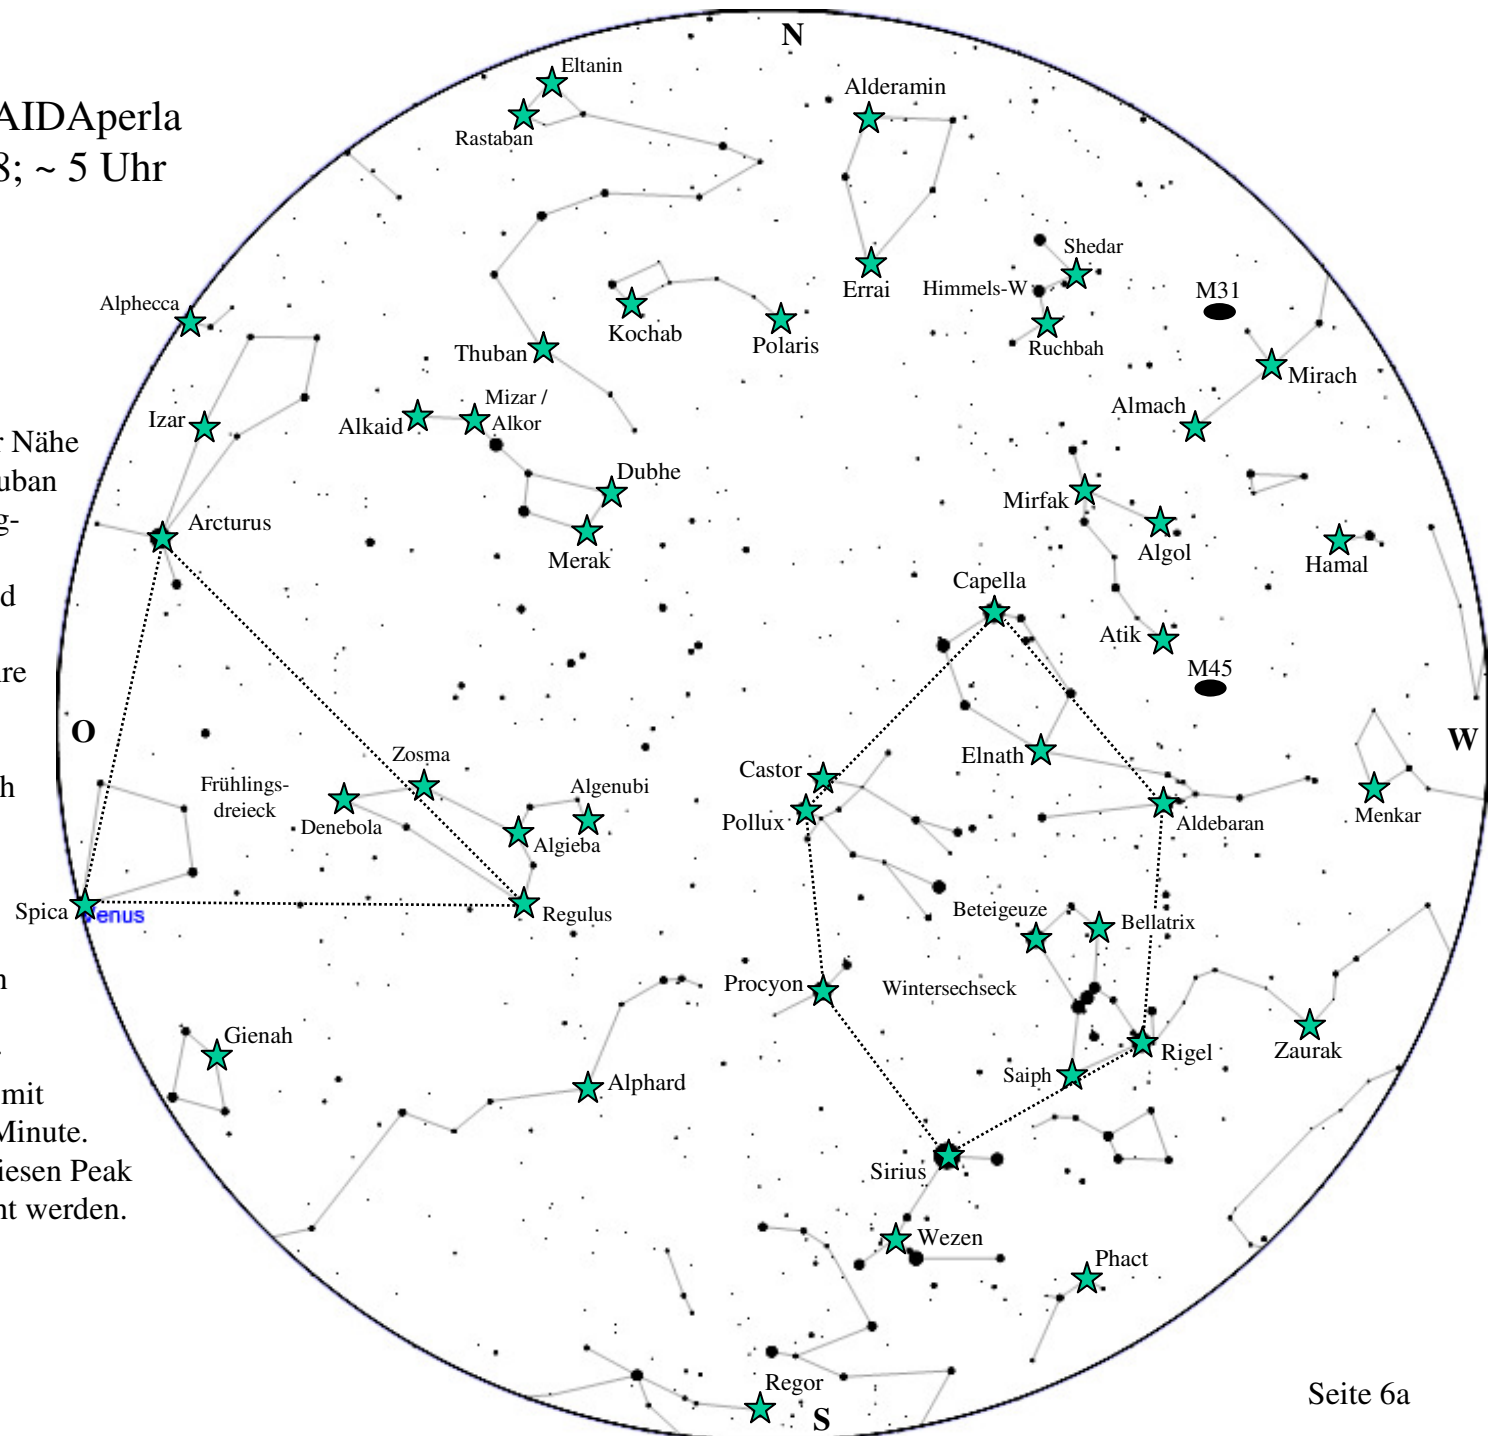 AIDAperla
8; ~ 5 Uhr
r Nähe
uban
g-
d
re
h
n
mit
Minute.
iesen Peak
nt werden.
N
Eltanin
Rastaban
Alderamin
Errai
Shedar
Himmels-W
Ruchbah
M31
Mirach
Almach
Alphecca
Kochab
Polaris
Thuban
Izar
Alkaid
Mizar /
Alkor
Dubhe
Merak
Arcturus
Mirfak
Algol
Hamal
Capella
Atik
M45
O
W
Zosma
Frühlings-
dreieck
Denebola
Algenubi
Algieba
Castor
Pollux
Elnath
Aldebaran
Menkar
Spica
Venus
Regulus
Beteigeuze
Bellatrix
Procyon
Wintersechseck
Gienah
Alphard
Saiph
Rigel
Zaurak
Sirius
Wezen
Phact
Regor
S
Seite 6a